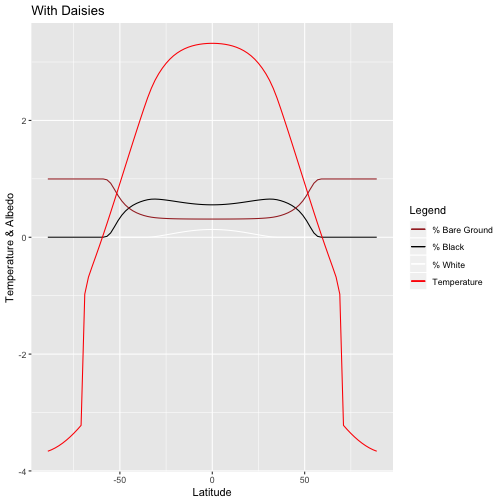 With Daisies
Temperature & Albedo
2
0
-2
-4
-50
0
50
Latitude
Legend
% Bare Ground
% Black
% White
Temperature